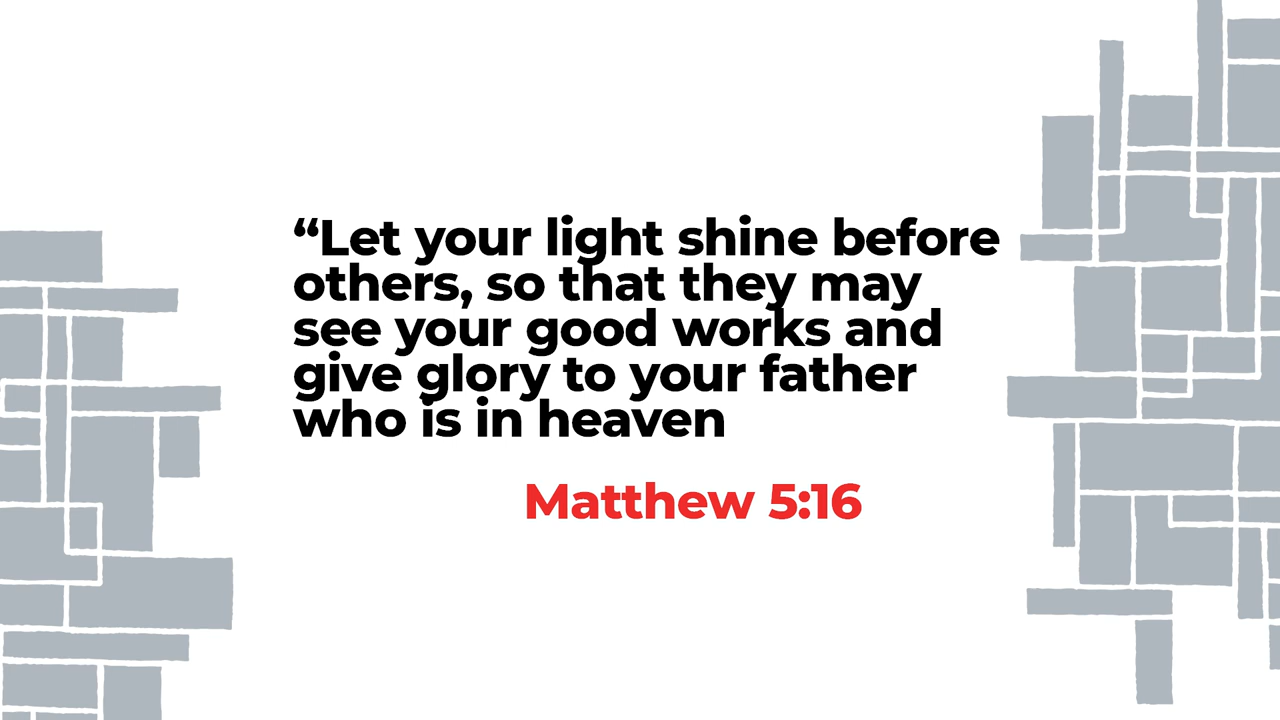 “Let your light shine before
others, so that they may
see your good works and
give glory to your father
who is in heaven
Matthew 5:16